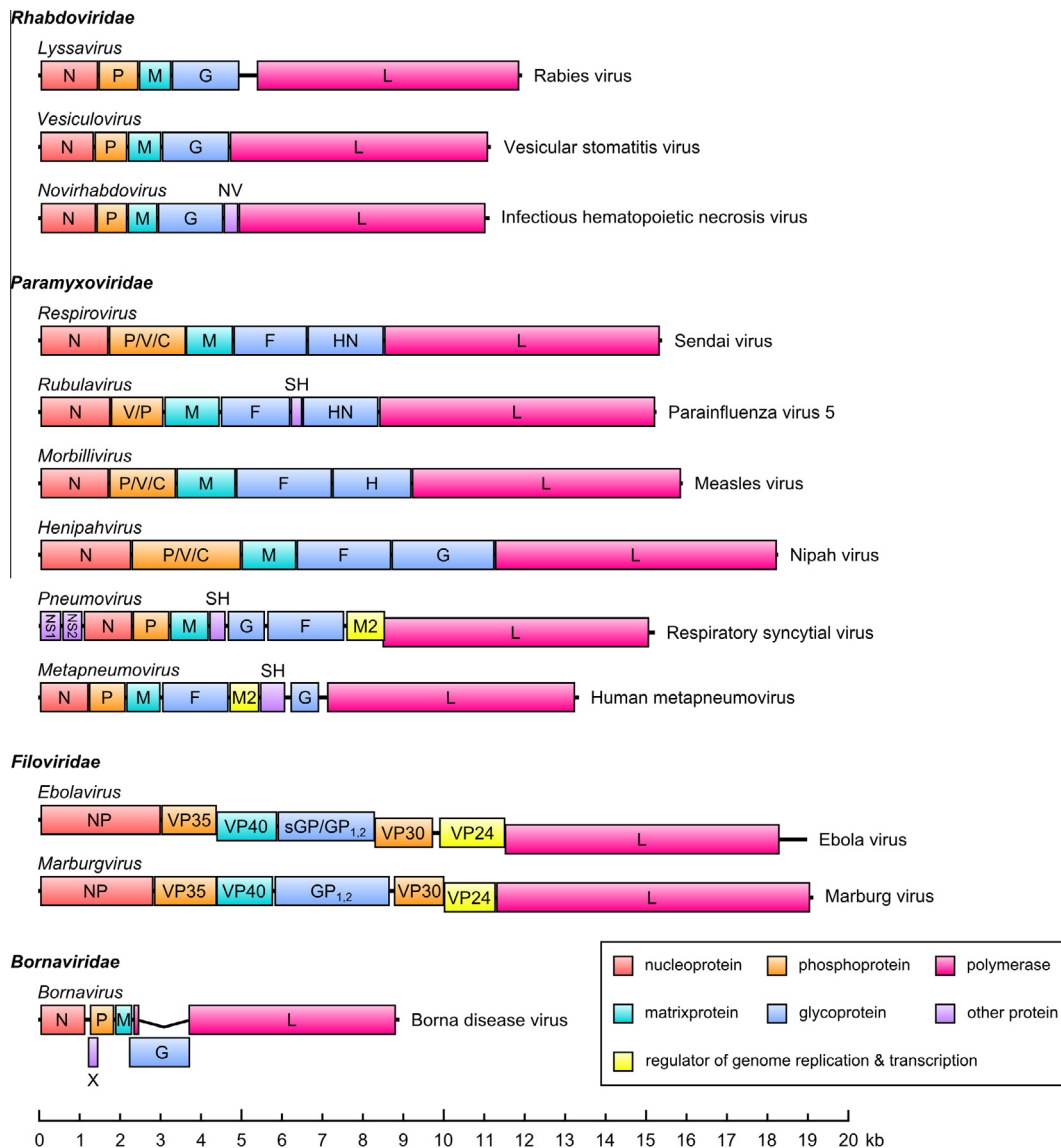 Rhabdoviridae
Lyssavirus
N P M G L Rabies virus
Vesiculovirus
N P M G L Vesicular stomatitis virus
Novirhabdovirus NV
N P M G L Infectious hematopoietic necrosis virus
Paramyxoviridae
Respirovirus
N P/V/C M F HN L Sendai virus
Rubulavirus SH
N V/P M F HN L Parainfluenza virus 5
Morbillivirus
N P/V/C M F H L Measles virus
Henipahvirus
N P/V/C M F G L Nipah virus
Pneumovirus SH
NS1 NS2 N P M G F M2 L Respiratory syncytial virus
Metapneumovirus SH
N P M F M2 G L Human metapneumovirus
Filoviridae
Ebolavirus
NP VP35 VP40 sGP/GP1,2 VP30 VP24 L Ebola virus
Marburgvirus
NP VP35 VP40 GP1,2 VP30 VP24 L Marburg virus
Bornaviridae
Bornavirus
N P M L Borna disease virus
G
X
nucleoprotein phosphoprotein polymerase
matrixprotein glycoprotein other protein
regulator of genome replication & transcription
0 1 2 3 4 5 6 7 8 9 10 11 12 13 14 15 16 17 18 19 20 kb